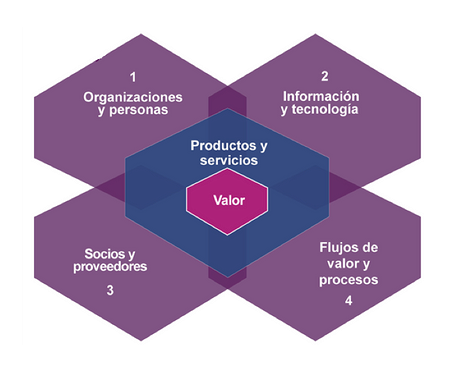 1
Organizaciones
y personas
2
Información
y tecnología
Productos y
servicios
Valor
Socios y
proveedores
3
Flujos de
valor y
procesos
4